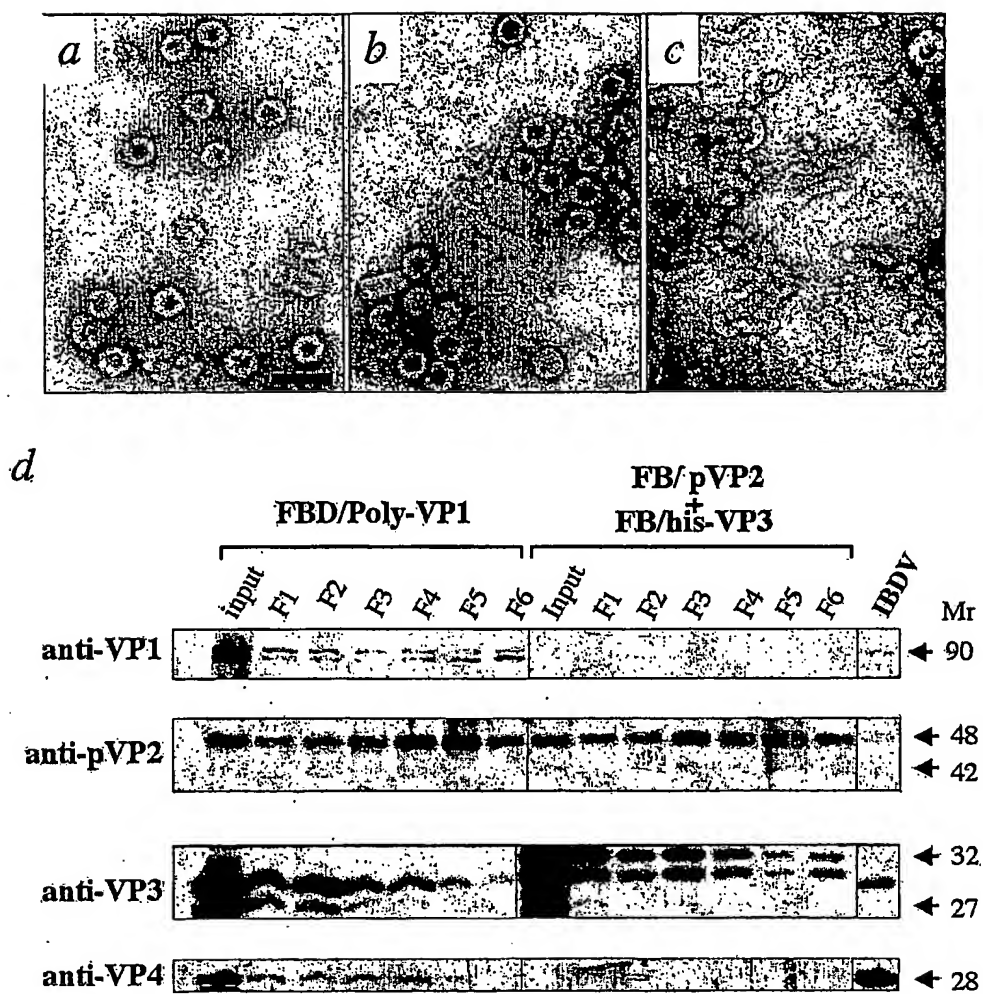 a b c
d
FB/ pVP2
+
FBD/Poly-VP1 FB/his-VP3
input F1 F2 F3 F4 F5 F6 Input F1 F2 F3 F4 F5 F6 IBDV Mr
anti-VP1 90
anti-pVP2 48
42
anti-VP3 32
27
anti-VP4 28